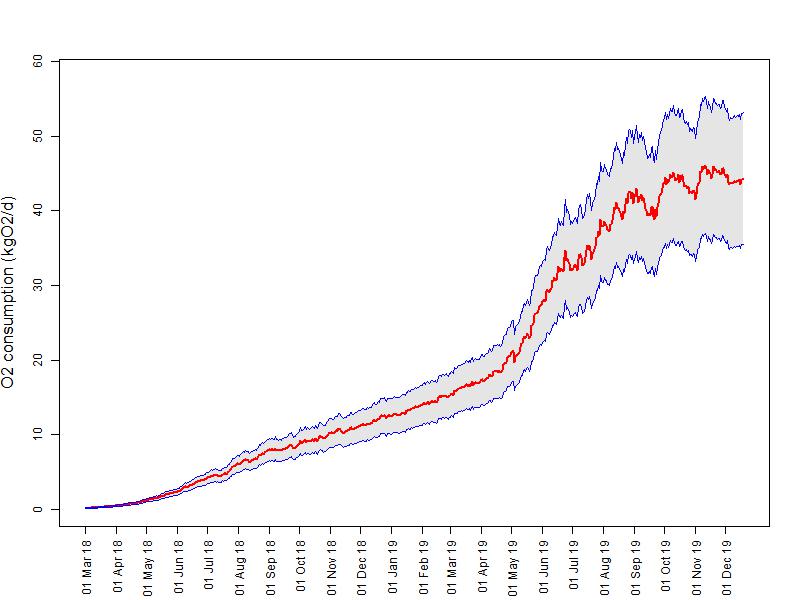 O2 consumption (kgO2/d)
60
50
40
30
20
10
0
01 Mar 18
01 Apr 18
01 May 18
01 Jun 18
01 Jul 18
01 Aug 18
01 Sep 18
01 Oct 18
01 Nov 18
01 Dec 18
01 Jan 19
01 Feb 19
01 Mar 19
01 Apr 19
01 May 19
01 Jun 19
01 Jul 19
01 Aug 19
01 Sep 19
01 Oct 19
01 Nov 19
01 Dec 19